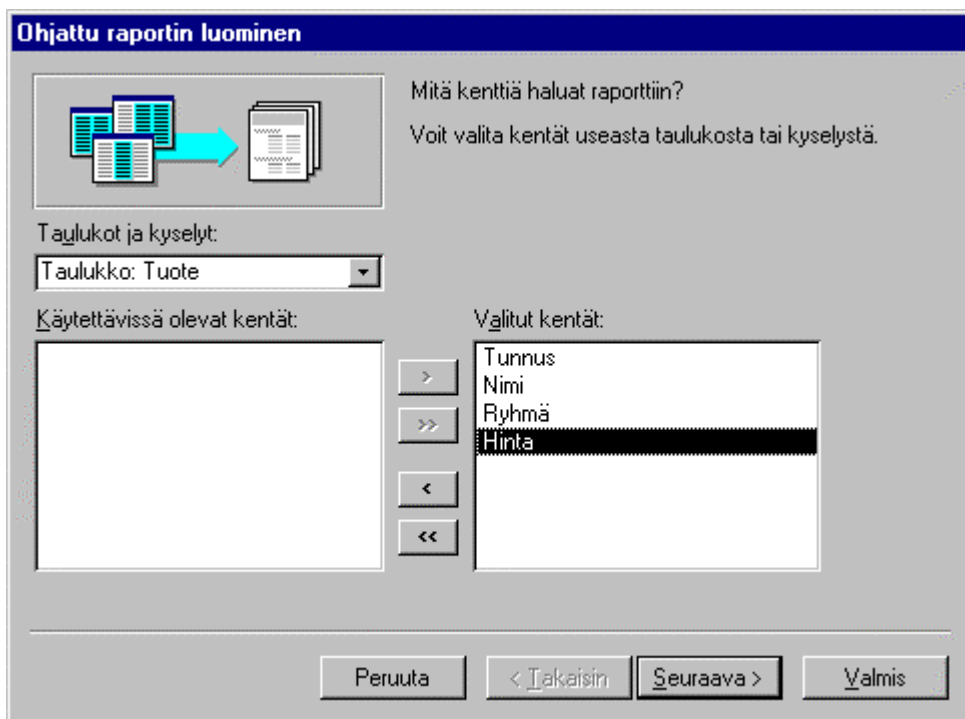 Ohjattu raportin luominen
Mitä kenttiä haluat raporttiin?
Voit valita kentät useasta taulukosta tai kyselystä.
Taulukot ja kyselyt:
Taulukko: Tuote
Käytettävissä olevat kentät:
Valitut kentät:
Tunnus
Nimi
Ryhmä
Hinta
>
>>
<
<<
Peruuta
< Takaisin
Seuraava >
Valmis